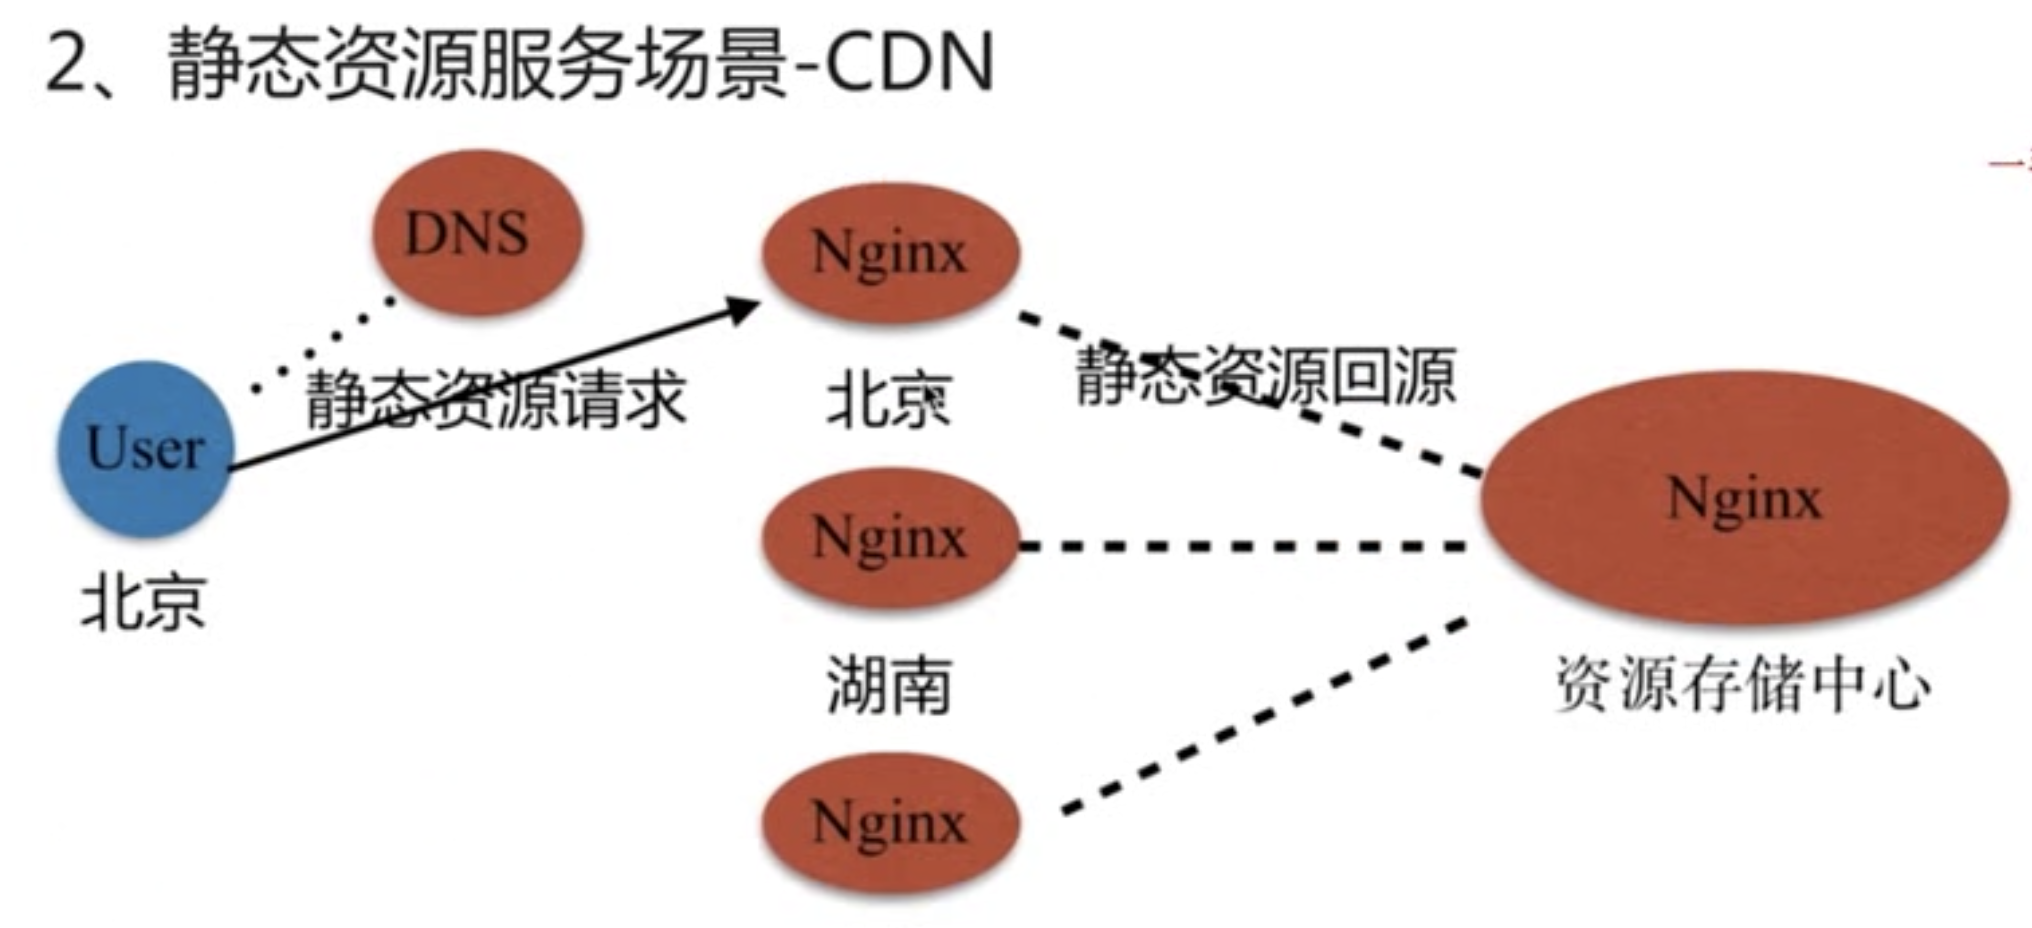 2、静态资源服务场景-CDN
DNS
Nginx
静态资源请求
北京
静态资源回源
User
北京
Nginx
湖南
Nginx
Nginx
资源存储中心